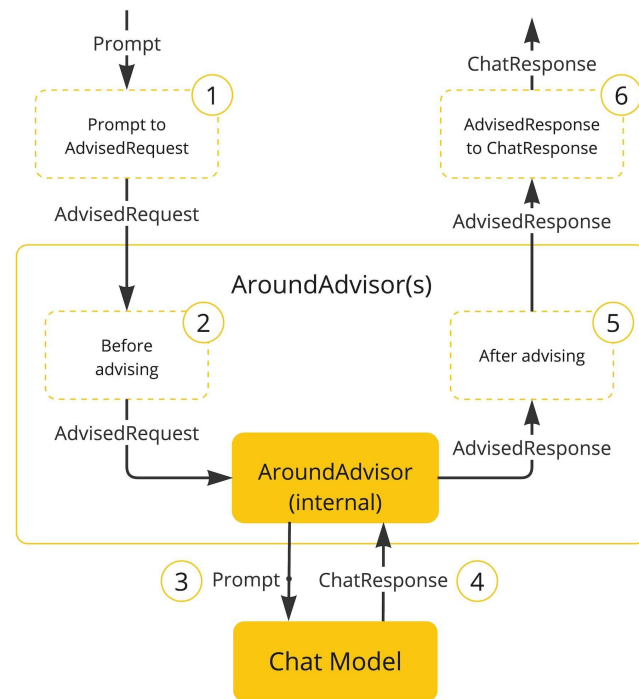 Prompt
1
Prompt to
AdvisedRequest
AdvisedRequest
ChatResponse
6
AdvisedResponse
to ChatResponse
AdvisedResponse
AroundAdvisor(s)
2
Before
advising
AdvisedRequest
5
After advising
AdvisedResponse
AroundAdvisor
(internal)
3
Prompt
ChatResponse
4
Chat Model